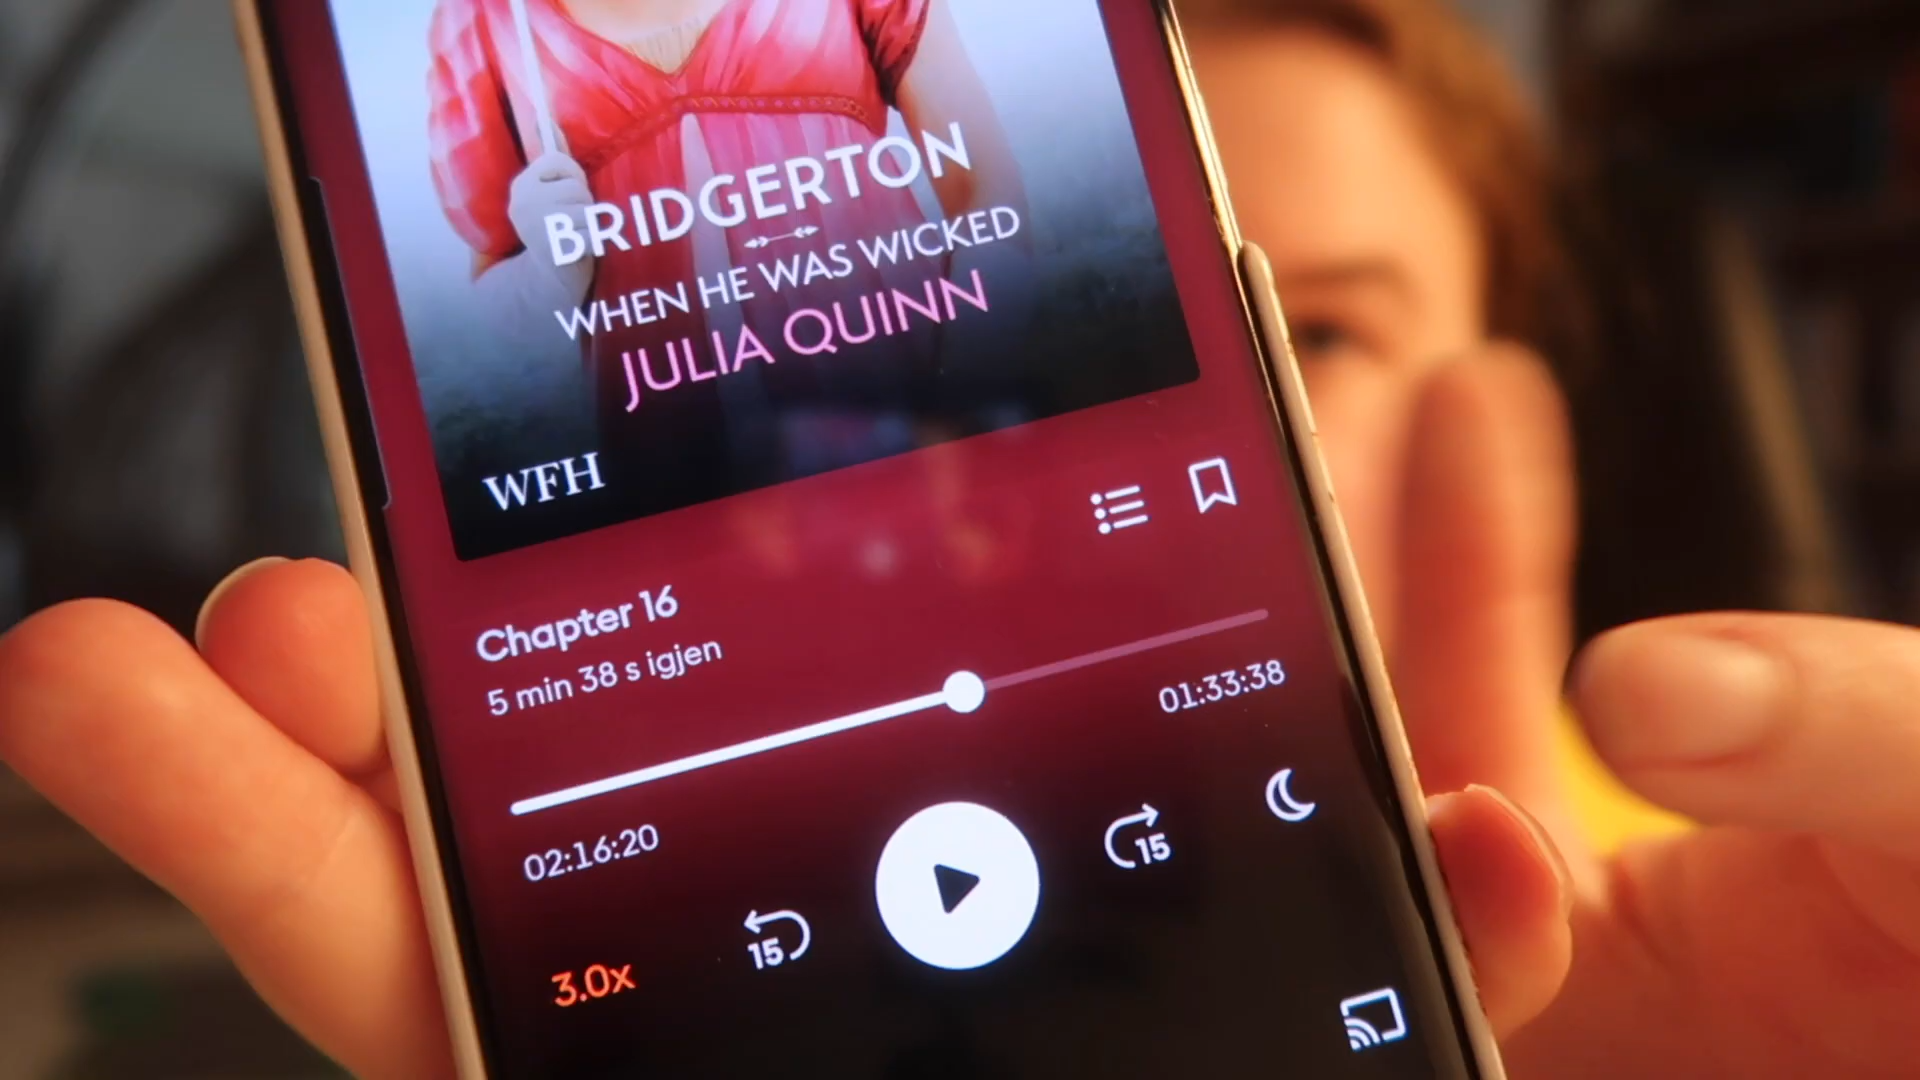 BRIDGERTON
WHEN HE WAS WICKED
JULIA QUINN
WFH
Chapter 16
5 min 38 s igjen
01:33:38
02:16:20
3.0x
15
15